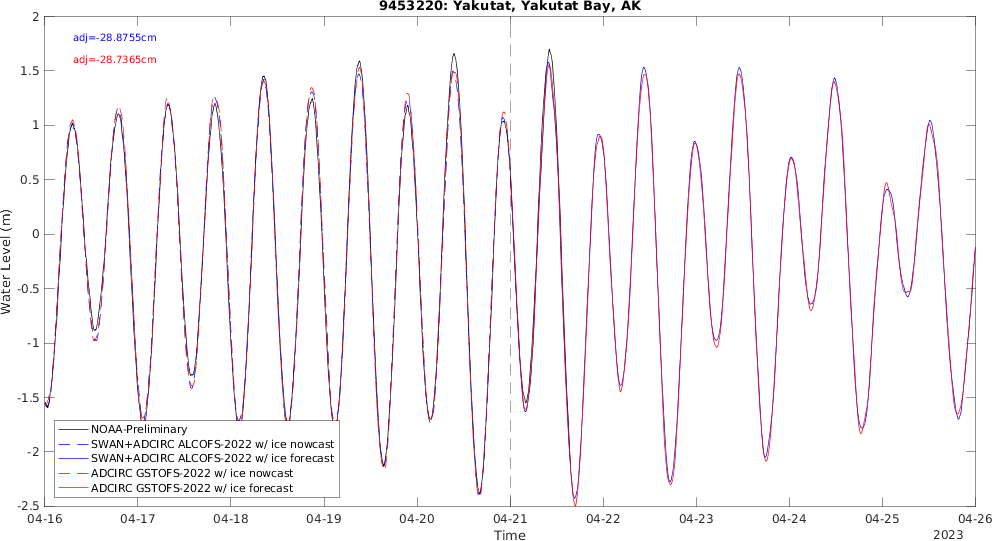 9453220: Yakutat, Yakutat Bay, AK
adj=-28.8755cm
adj=-28.7365cm
Water Level (m)
2
1.5
1
0.5
0
-0.5
-1
-1.5
-2
-2.5
NOAA-Preliminary
SWAN+ADCIRC ALCOFS-2022 w/ ice nowcast
SWAN+ADCIRC ALCOFS-2022 w/ ice forecast
ADCIRC GSTOFS-2022 w/ ice nowcast
ADCIRC GSTOFS-2022 w/ ice forecast
04-16 04-17 04-18 04-19 04-20 04-21 04-22 04-23 04-24 04-25 04-26
Time
2023